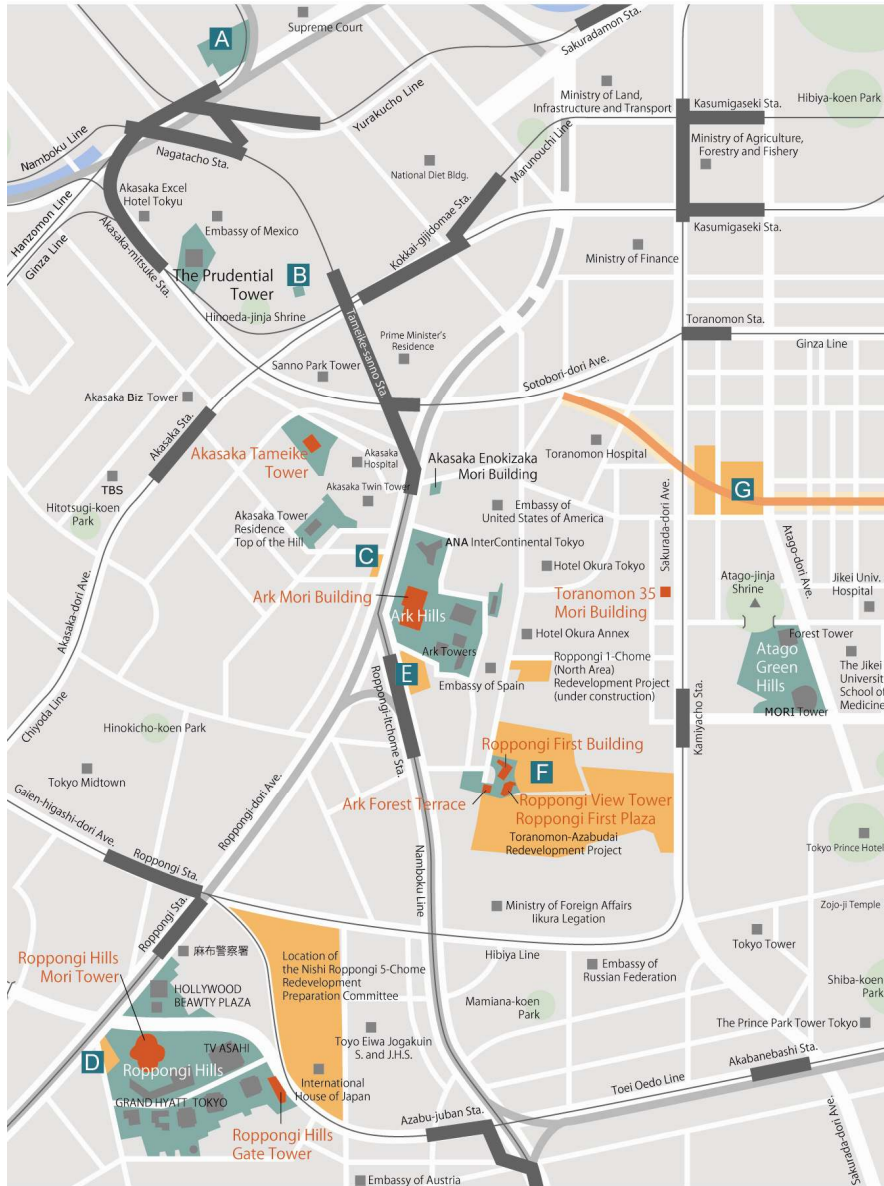 A
Supreme Court
Sakuradamon Sta.
Ministry of Land,
Infrastructure and Transport
Kasumigaseki Sta.
Hibiya-koen Park
Yurakucho Line
Namboku Line
Nagatacho Sta.
Marunouchi Line
Ministry of Agriculture,
Forestry and Fishery
National Diet Bldg.
Akasaka Excel
Hotel Tokyu
Embassy of Mexico
Hanzomon Line
Ginza Line
Akasaka-mitsuke Sta.
Kokkai-gijidomae Sta.
Kasumigaseki Sta.
Ministry of Finance
The Prudential
Tower
B
Hinoeda-jinja Shrine
Tameike-sanno Sta
Prime Minister's
Residence
Toranomon Sta.
Ginza Line
Sanno Park Tower
Sotobori-dori Ave.
Akasaka Biz Tower
Akasaka Sta.
Akasaka Tameike
Tower
Akasaka
Hospital
Akasaka Enokizaka
Mori Building
Toranomon Hospital
TBS
Hitotsugi-koen
Park
Akasaka Twin Tower
Akasaka Tower
Residence
Top of the Hill
Embassy of
United States of America
Sakurada-dori Ave.
G
Atago-dori Ave.
ANA InterContinental Tokyo
C
Hotel Okura Tokyo
Atago-jinja
Shrine
Jikei Univ.
Hospital
Akasaka-dori Ave.
Ark Mori Building
Ark Hills
Toranomon 35
Mori Building
Hotel Okura Annex
Forest Tower
Atago
Green
Hills
Ark Towers
E
Embassy of Spain
Roppongi 1-Chome
(North Area)
Redevelopment Project
(under construction)
The Jikei
Universit
School of
Medicine
MORI Tower
Chiyoda Line
Roppongi-Itchome Sta.
Kamiyacho Sta.
Hinokicho-koen Park
Tokyo Midtown
Roppongi First Building
F
Ark Forest Terrace
Roppongi View Tower
Roppongi First Plaza
Toranomon-Azabudai
Redevelopment Project
Gaien-higashi-dori Ave.
Roppongi-dori Ave.
Tokyo Prince Hotel
Roppongi Sta.
Namboku Line
Roppongi Sta.
Ministry of Foreign Affairs
Iikura Legation
Zojo-ji Temple
Tokyo Tower
Roppongi Hills
Mori Tower
麻布警察署
Location of
the Nishi Roppongi 5-Chome
Redevelopment
Preparation Committee
Hibiya Line
Embassy of
Russian Federation
Shiba-koen
Park
HOLLYWOOD
BEAWTY PLAZA
Mamiana-koen
Park
The Prince Park Tower Tokyo
TV ASAHI
Toyo Eiwa Jogakuin
S. and J.H.S.
D
Roppongi Hills
International
House of Japan
Akabanebashi Sta.
Toei Oedo Line
GRAND HYATT TOKYO
Azabu-juban Sta.
Roppongi Hills
Gate Tower
Sakurada-dori Ave.
Embassy of Austria